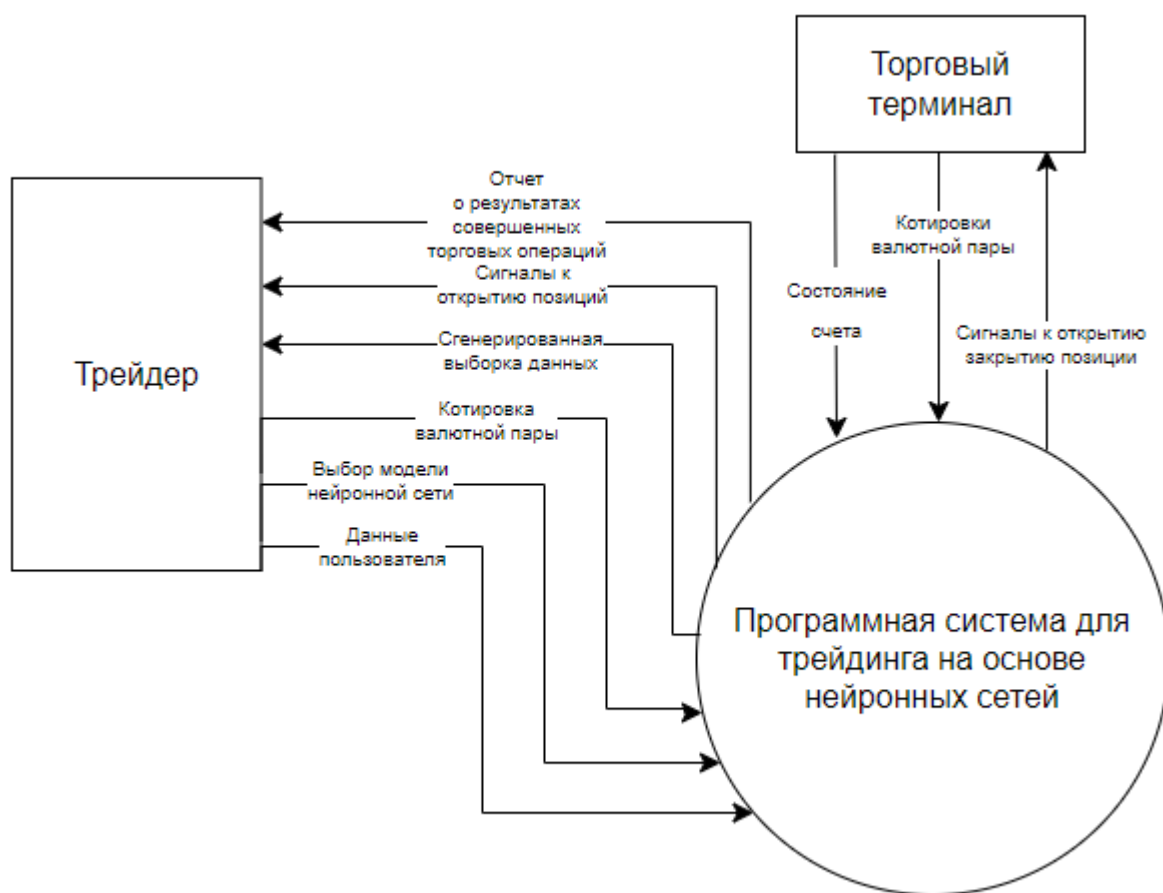 Торговый
терминал
Трейдер
Отчет
о результатах
совершенных
торговых операций
Сигналы к
открытию позиций
Сгенерированная
выборка данных
Котировка
валютной пары
Выбор модели
нейронной сети
Данные
пользователя
Состояние
счета
Котировки
валютной пары
Сигналы к открытию
закрытию позиции
Программная система для
трейдинга на основе
нейронных сетей